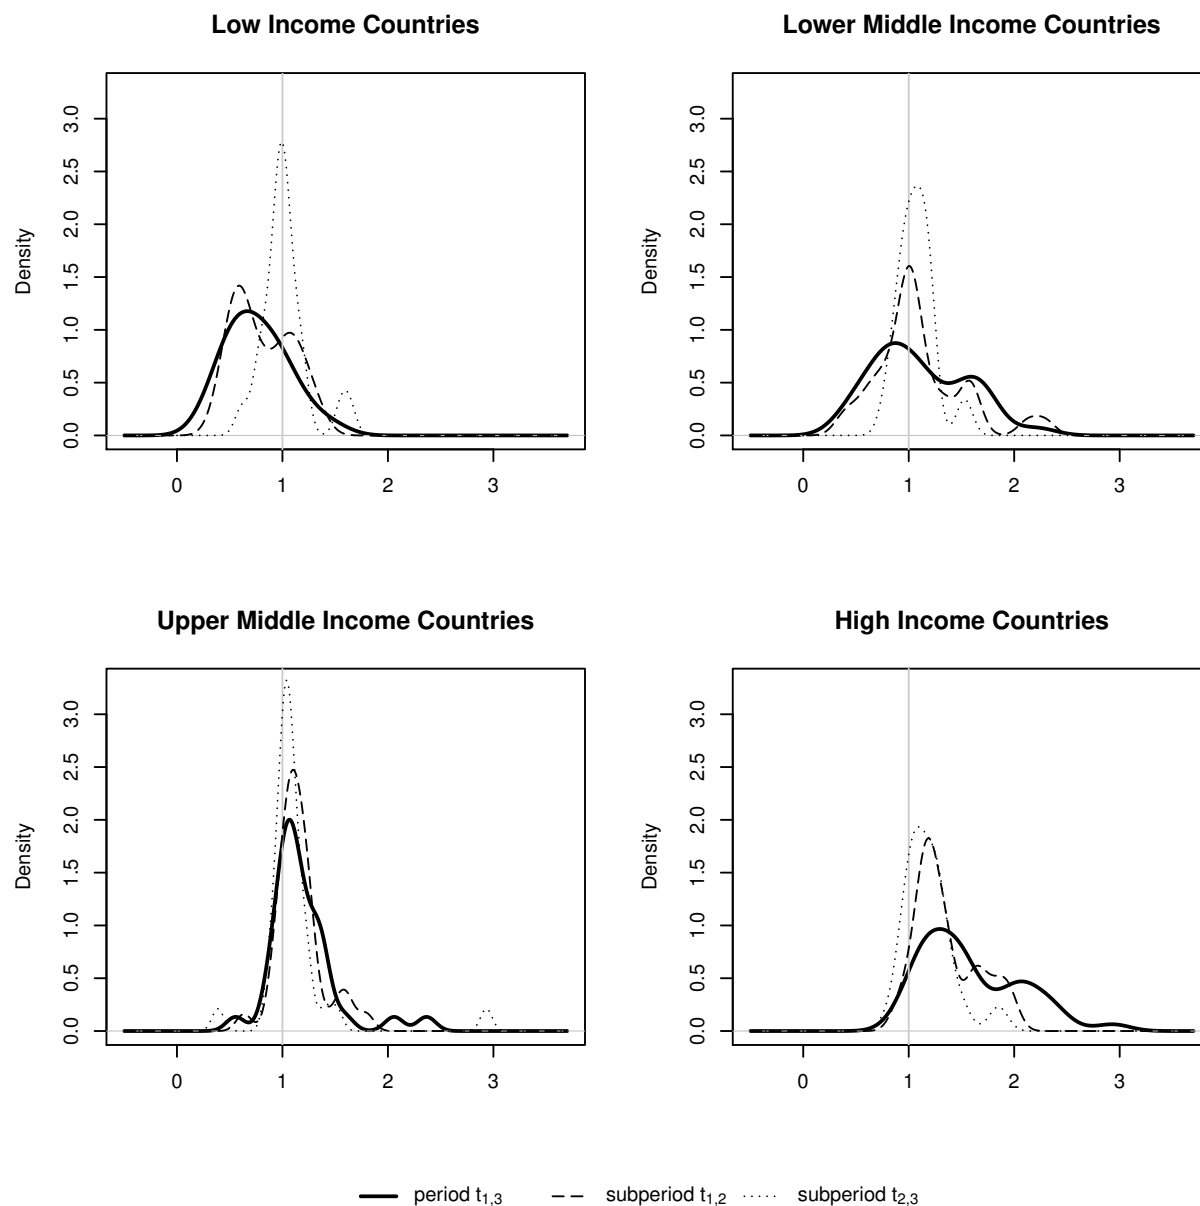 Low Income Countries
Density
0.0 0.5 1.0 1.5 2.0 2.5 3.0
0 1 2 3
Lower Middle Income Countries
Density
0.0 0.5 1.0 1.5 2.0 2.5 3.0
0 1 2 3
Upper Middle Income Countries
Density
0.0 0.5 1.0 1.5 2.0 2.5 3.0
0 1 2 3
High Income Countries
Density
0.0 0.5 1.0 1.5 2.0 2.5 3.0
0 1 2 3
period t1,3 subperiod t1,2 subperiod t2,3